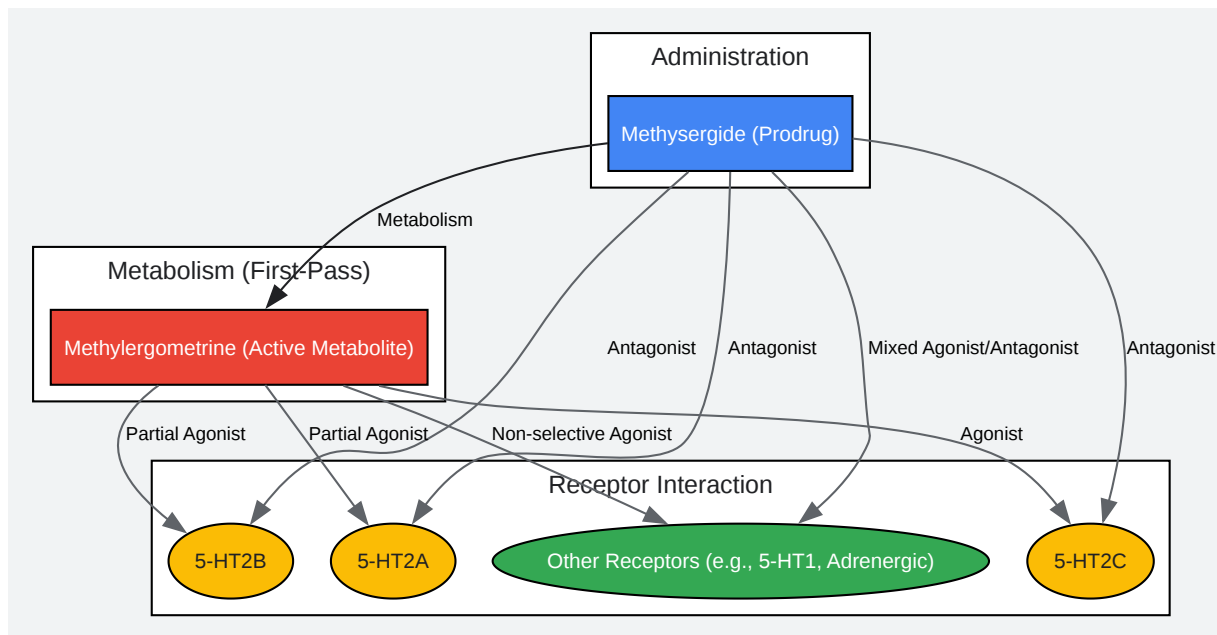 Administration
Methysergide (Prodrug)
Metabolism
Metabolism (First-Pass)
Methylergometrine (Active Metabolite)
Antagonist
Antagonist
Mixed Agonist/Antagonist
Antagonist
Partial Agonist
Partial Agonist
Non-selective Agonist
Agonist
Receptor Interaction
5-HT2B
5-HT2A
Other Receptors (e.g., 5-HT1, Adrenergic)
5-HT2C